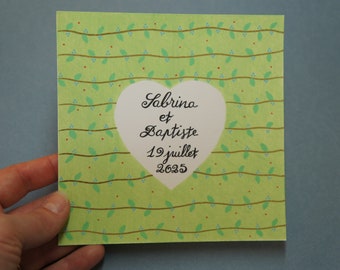 Sabrina
et
Baptiste
19 juillet
2025